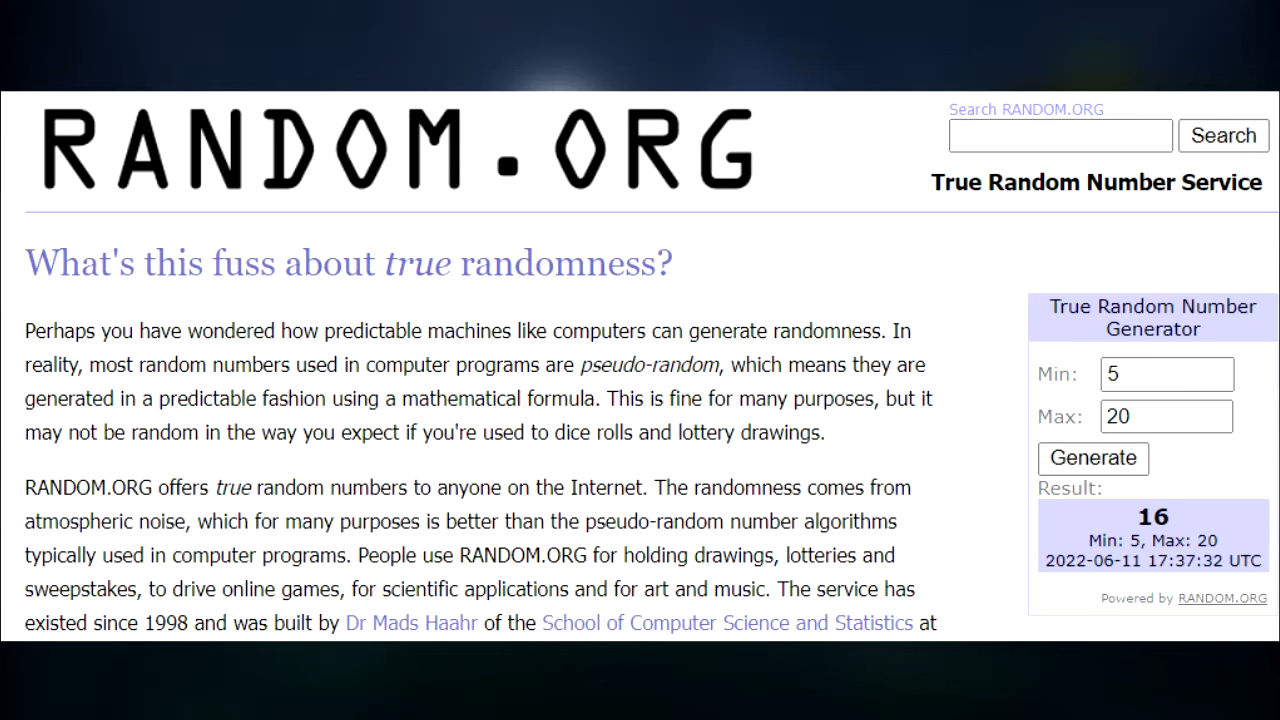 RANDOM.ORG
Search RANDOM.ORG
Search
True Random Number Service
What's this fuss about true randomness?
Perhaps you have wondered how predictable machines like computers can generate randomness. In
reality, most random numbers used in computer programs are pseudo-random, which means they are
generated in a predictable fashion using a mathematical formula. This is fine for many purposes, but it
may not be random in the way you expect if you're used to dice rolls and lottery drawings.
RANDOM.ORG offers true random numbers to anyone on the Internet. The randomness comes from
atmospheric noise, which for many purposes is better than the pseudo-random number algorithms
typically used in computer programs. People use RANDOM.ORG for holding drawings, lotteries and
sweepstakes, to drive online games, for scientific applications and for art and music. The service has
existed since 1998 and was built by Dr Mads Haahr of the School of Computer Science and Statistics at
True Random Number
Generator
Min: 5
Max: 20
Generate
Result:
16
Min: 5, Max: 20
2022-06-11 17:37:32 UTC
Powered by RANDOM.ORG